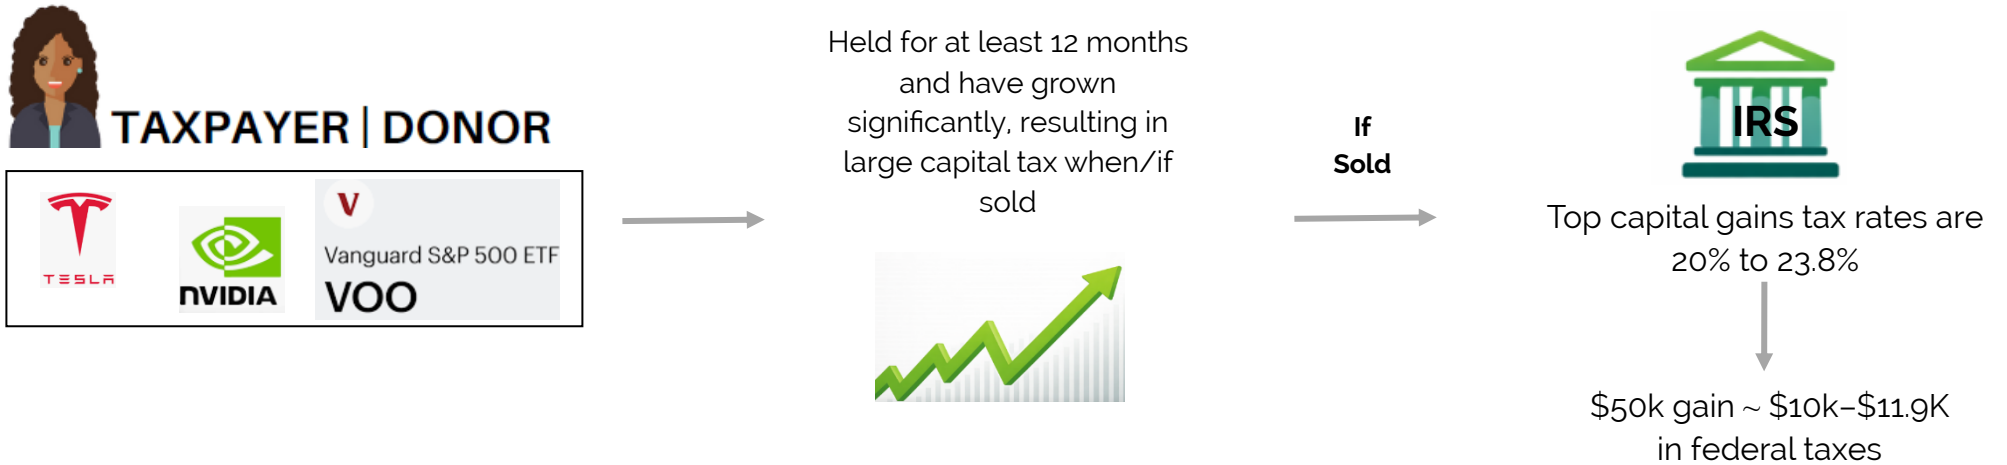 TAXPAYER | DONOR
TESLA
NVIDIA
V
Vanguard S&P 500 ETF
VOO
Held for at least 12 months
and have grown
significantly, resulting in
large capital tax when/if
sold
If
Sold
IRS
Top capital gains tax rates are
20% to 23.8%
$50k gain ~ $10k–$11.9K
in federal taxes